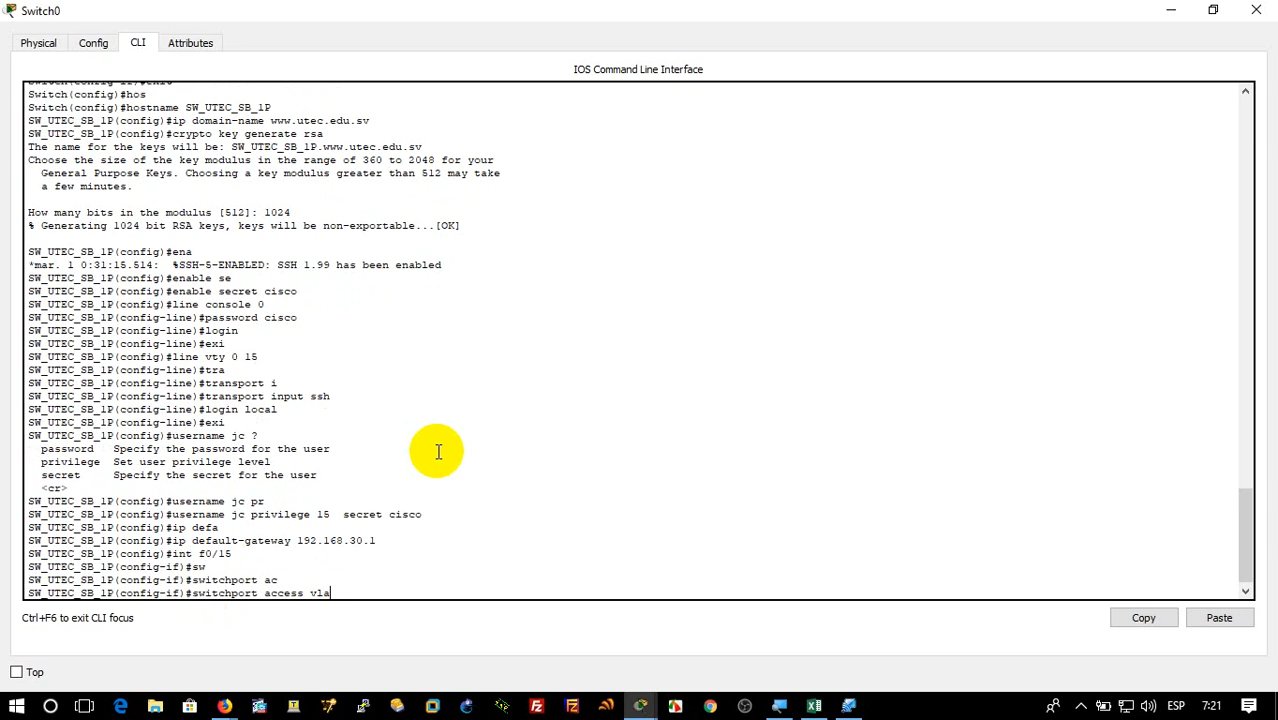 Switch0
Physical
Config
CLI
Attributes
IOS Command Line Interface
Switch(config)#hos
Switch(config)#hostname SW_UTEC_SB_1P
SW_UTEC_SB_1P(config)#ip domain-name www.utec.edu.sv
SW_UTEC_SB_1P(config)#crypto key generate rsa
The name for the keys will be: SW_UTEC_SB_1P.www.utec.edu.sv
Choose the size of the key modulus in the range of 360 to 2048 for your
General Purpose Keys. Choosing a key modulus greater than 512 may take
a few minutes.
How many bits in the modulus [512]: 1024
% Generating 1024 bit RSA keys, keys will be non-exportable...[OK]
SW_UTEC_SB_1P(config)#ena
*mar. 1 0:31:15.514:  %SSH-5-ENABLED: SSH 1.99 has been enabled
SW_UTEC_SB_1P(config)#enable se
SW_UTEC_SB_1P(config)#enable secret cisco
SW_UTEC_SB_1P(config)#line console 0
SW_UTEC_SB_1P(config-line)#password cisco
SW_UTEC_SB_1P(config-line)#login
SW_UTEC_SB_1P(config-line)#exi
SW_UTEC_SB_1P(config)#line vty 0 15
SW_UTEC_SB_1P(config-line)#tra
SW_UTEC_SB_1P(config-line)#transport i
SW_UTEC_SB_1P(config-line)#transport input ssh
SW_UTEC_SB_1P(config-line)#login local
SW_UTEC_SB_1P(config-line)#exi
SW_UTEC_SB_1P(config)#username jc ?
password   Specify the password for the user
privilege  Set user privilege level
secret     Specify the secret for the user
<cr>
SW_UTEC_SB_1P(config)#username jc pr
SW_UTEC_SB_1P(config)#username jc privilege 15  secret cisco
SW_UTEC_SB_1P(config)#ip defa
SW_UTEC_SB_1P(config)#ip default-gateway 192.168.30.1
SW_UTEC_SB_1P(config)#int f0/15
SW_UTEC_SB_1P(config-if)#sw
SW_UTEC_SB_1P(config-if)#switchport ac
SW_UTEC_SB_1P(config-if)#switchport access vla
Ctrl+F6 to exit CLI focus
Copy
Paste
Top
ESP
7:21